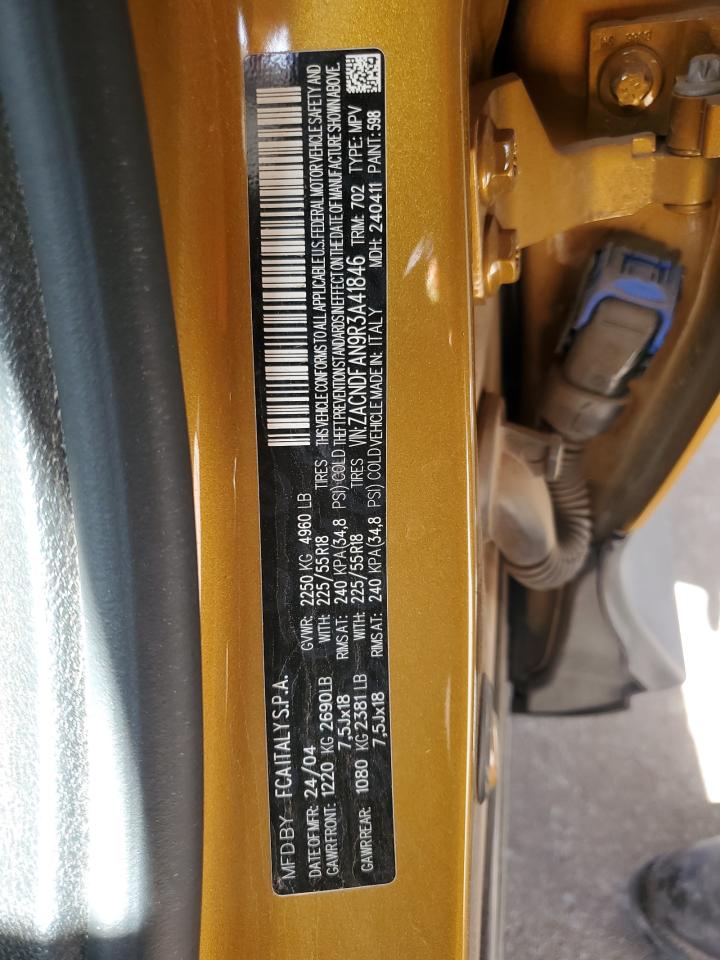 MFD BY FCA ITALY S.P.A.
DATE OF MFR: 24/04 GVWR: 2250 KG 4960 LB
GAWR FRONT: 1220 KG 2690LB WITH: 225/55R18 TIRES
7,5Jx18 RIMS AT: 240 KPA(34,8 PSI) COLD
GAWR REAR: 1080 KG 2381 LB WITH: 225/55R18 TIRES
7,5Jx18 RIMS AT: 240 KPA(34,8 PSI) COLD
THIS VEHICLE CONFORMS TO ALL APPLICABLE U.S. FEDERAL MOTOR VEHICLE SAFETY AND
THEFT PREVENTION STANDARDS IN EFFECT ON THE DATE OF MANUFACTURE SHOWN ABOVE.
VIN: ZACNDFAN9R3A41846 TRIM: 702 TYPE: MPV
VEHICLE MADE IN: ITALY MDH: 240411 PAINT: 598